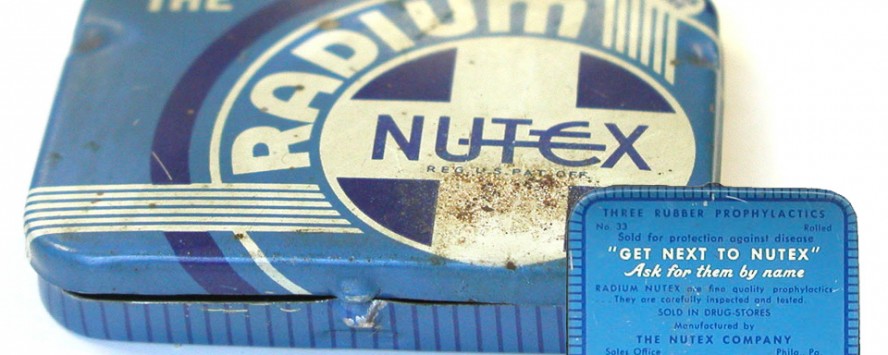 THE
RADIUM
NUTEX
REG. U.S. PAT. OFF.
THREE RUBBER PROPHYLACTICS
No. 33 Rolled
Sold for protection against disease
"GET NEXT TO NUTEX"
Ask for them by name
RADIUM NUTEX are fine quality prophylactics
They are carefully inspected and tested.
SOLD IN DRUG-STORES
Manufactured by
THE NUTEX COMPANY
Sales Office Phila. Pa.